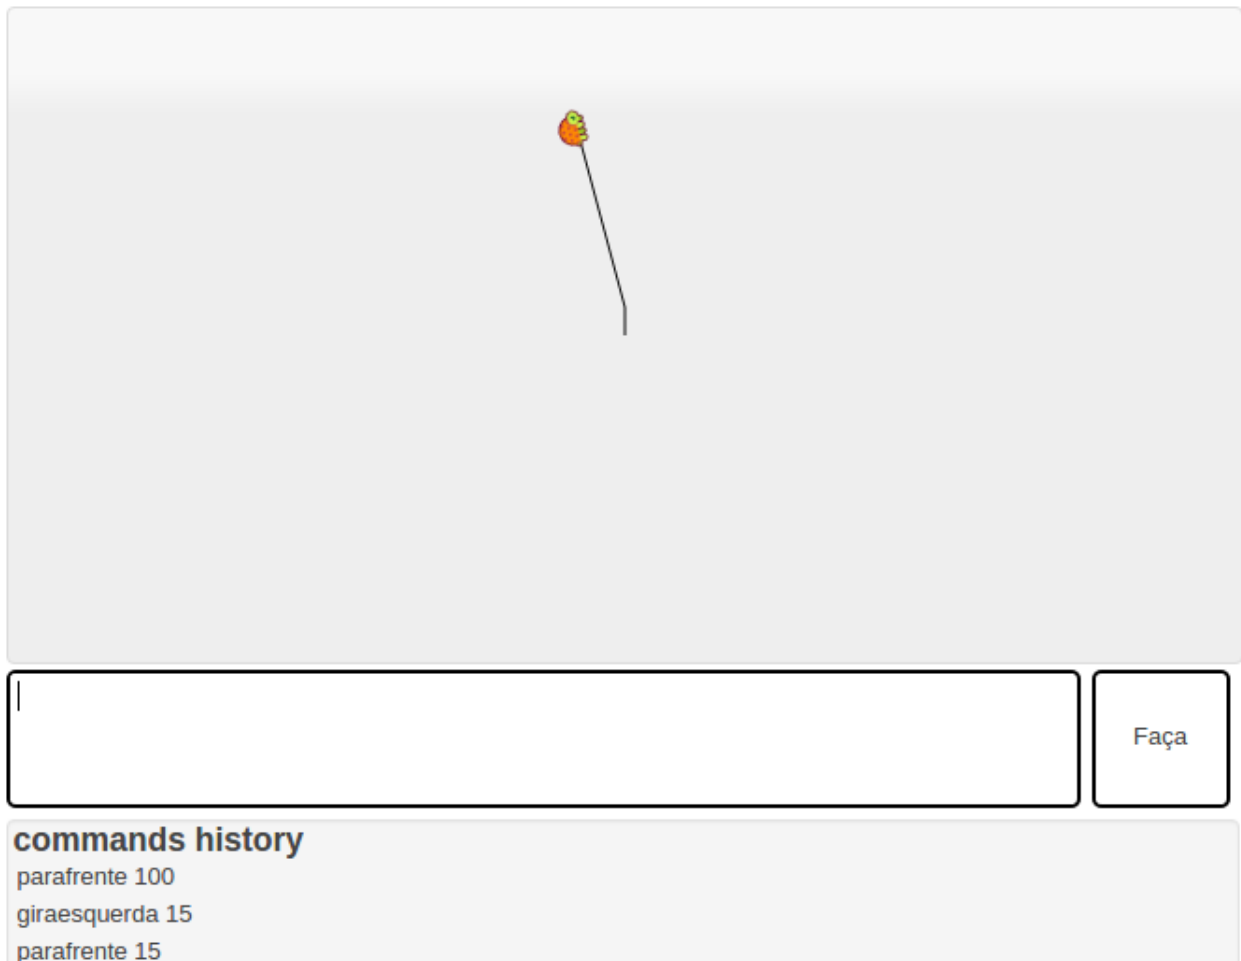 Faça
commands history
parafrente 100
giraesquerda 15
parafrente 15